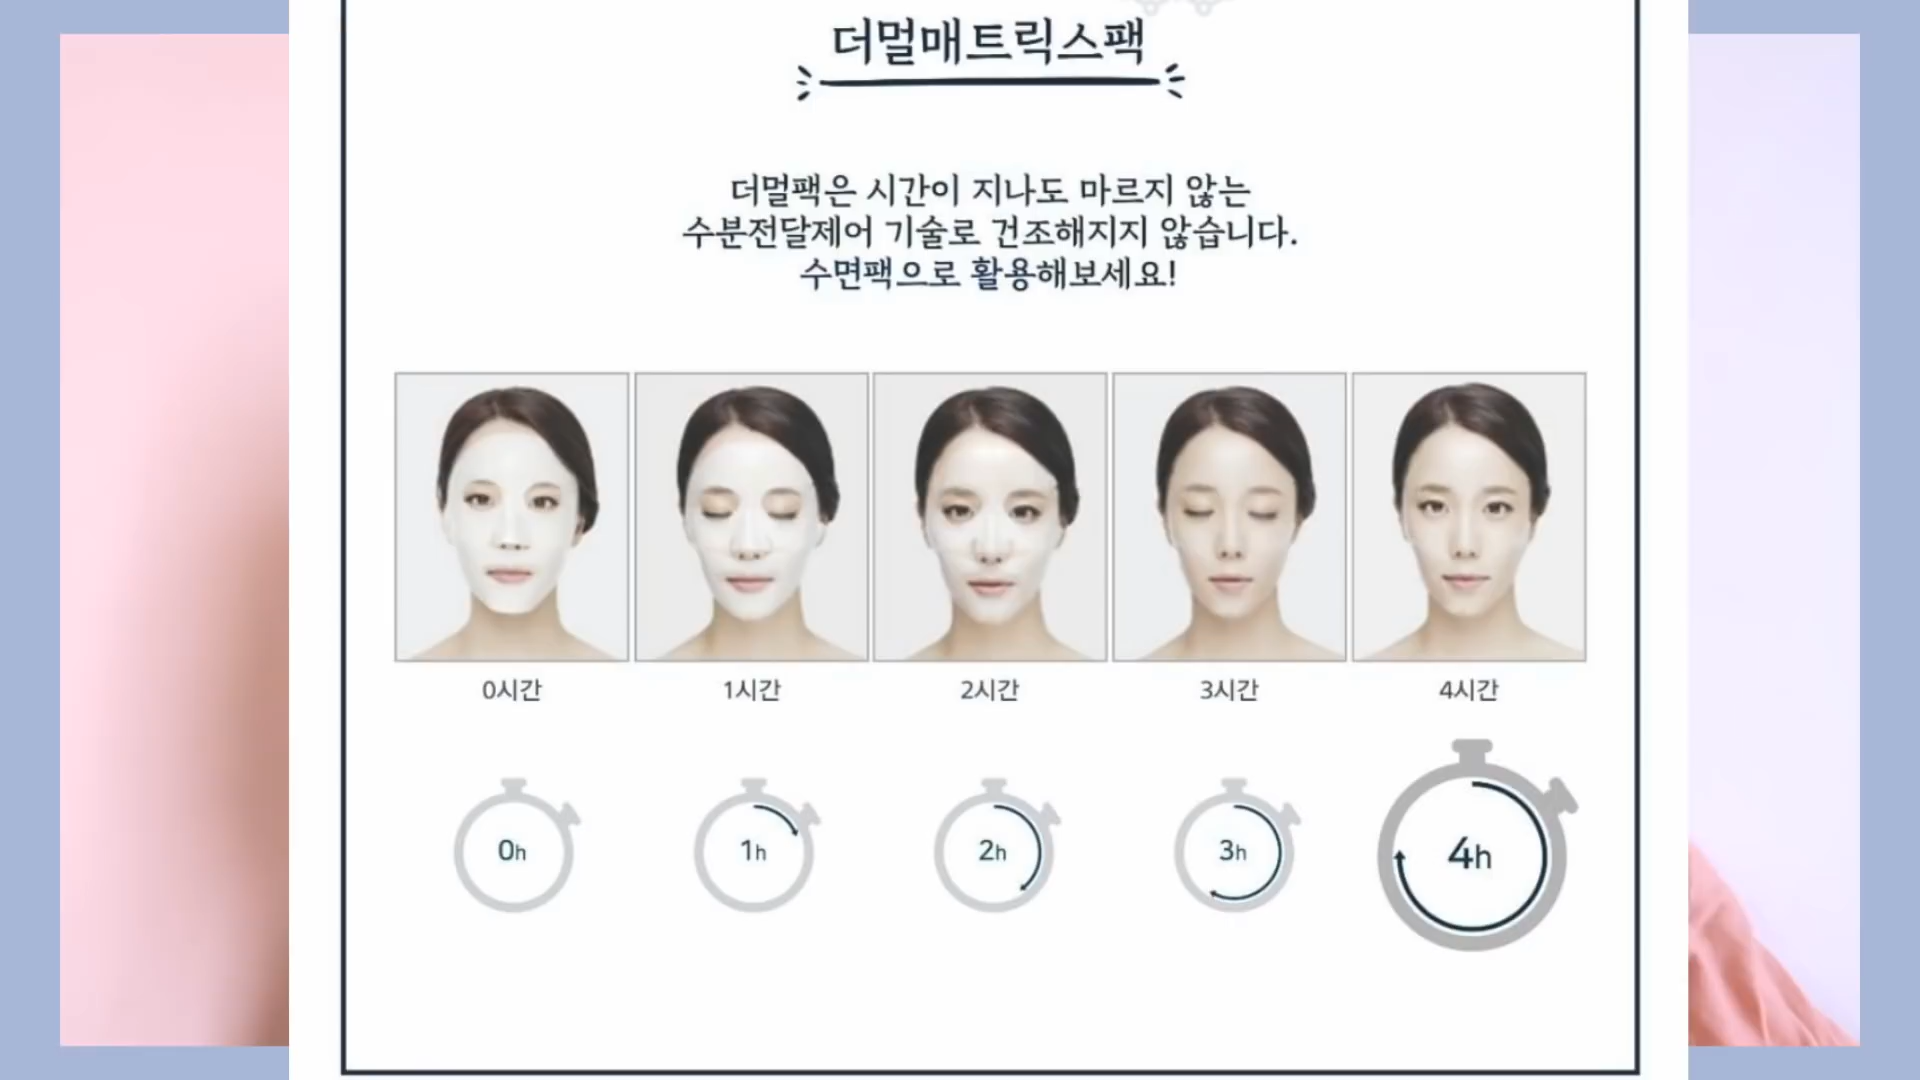 더멀매트릭스팩
더멀팩은 시간이 지나도 마르지 않는
수분전달제어 기술로 건조해지지 않습니다.
수면팩으로 활용해보세요!
0시간
1시간
2시간
3시간
4시간
0h
1h
2h
3h
4h